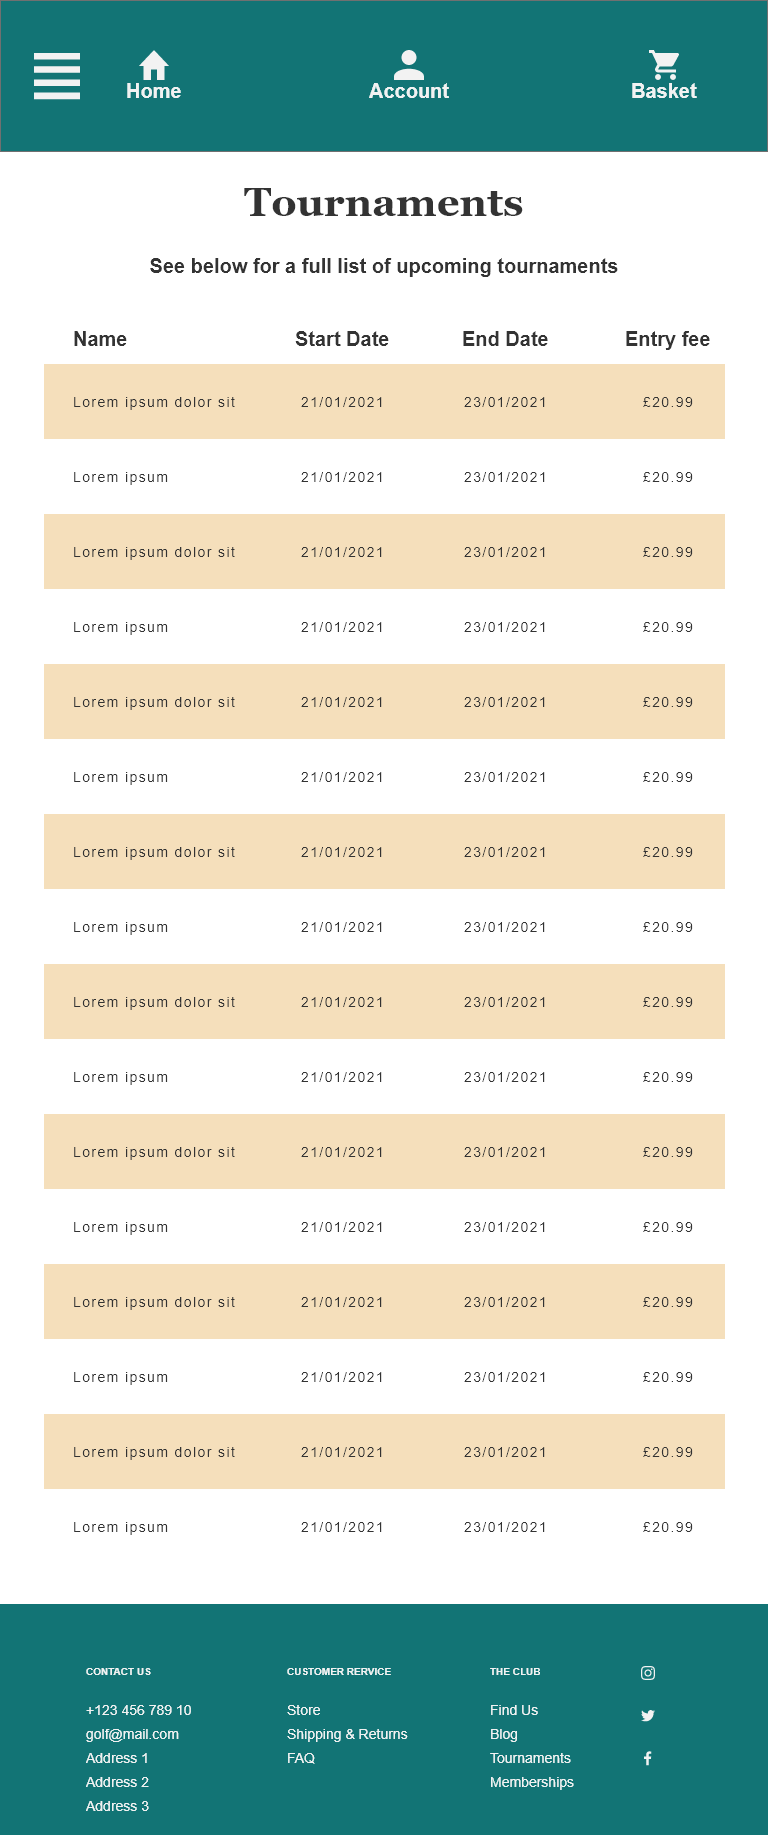 Home Account Basket
Tournaments
See below for a full list of upcoming tournaments
Name Start Date End Date Entry fee
Lorem ipsum dolor sit 21/01/2021 23/01/2021 £20.99
Lorem ipsum 21/01/2021 23/01/2021 £20.99
Lorem ipsum dolor sit 21/01/2021 23/01/2021 £20.99
Lorem ipsum 21/01/2021 23/01/2021 £20.99
Lorem ipsum dolor sit 21/01/2021 23/01/2021 £20.99
Lorem ipsum 21/01/2021 23/01/2021 £20.99
Lorem ipsum dolor sit 21/01/2021 23/01/2021 £20.99
Lorem ipsum 21/01/2021 23/01/2021 £20.99
Lorem ipsum dolor sit 21/01/2021 23/01/2021 £20.99
Lorem ipsum 21/01/2021 23/01/2021 £20.99
Lorem ipsum dolor sit 21/01/2021 23/01/2021 £20.99
Lorem ipsum 21/01/2021 23/01/2021 £20.99
Lorem ipsum dolor sit 21/01/2021 23/01/2021 £20.99
Lorem ipsum 21/01/2021 23/01/2021 £20.99
Lorem ipsum dolor sit 21/01/2021 23/01/2021 £20.99
Lorem ipsum 21/01/2021 23/01/2021 £20.99
CONTACT US
+123 456 789 10
golf@mail.com
Address 1
Address 2
Address 3
CUSTOMER RERVICE
Store
Shipping & Returns
FAQ
THE CLUB
Find Us
Blog
Tournaments
Memberships